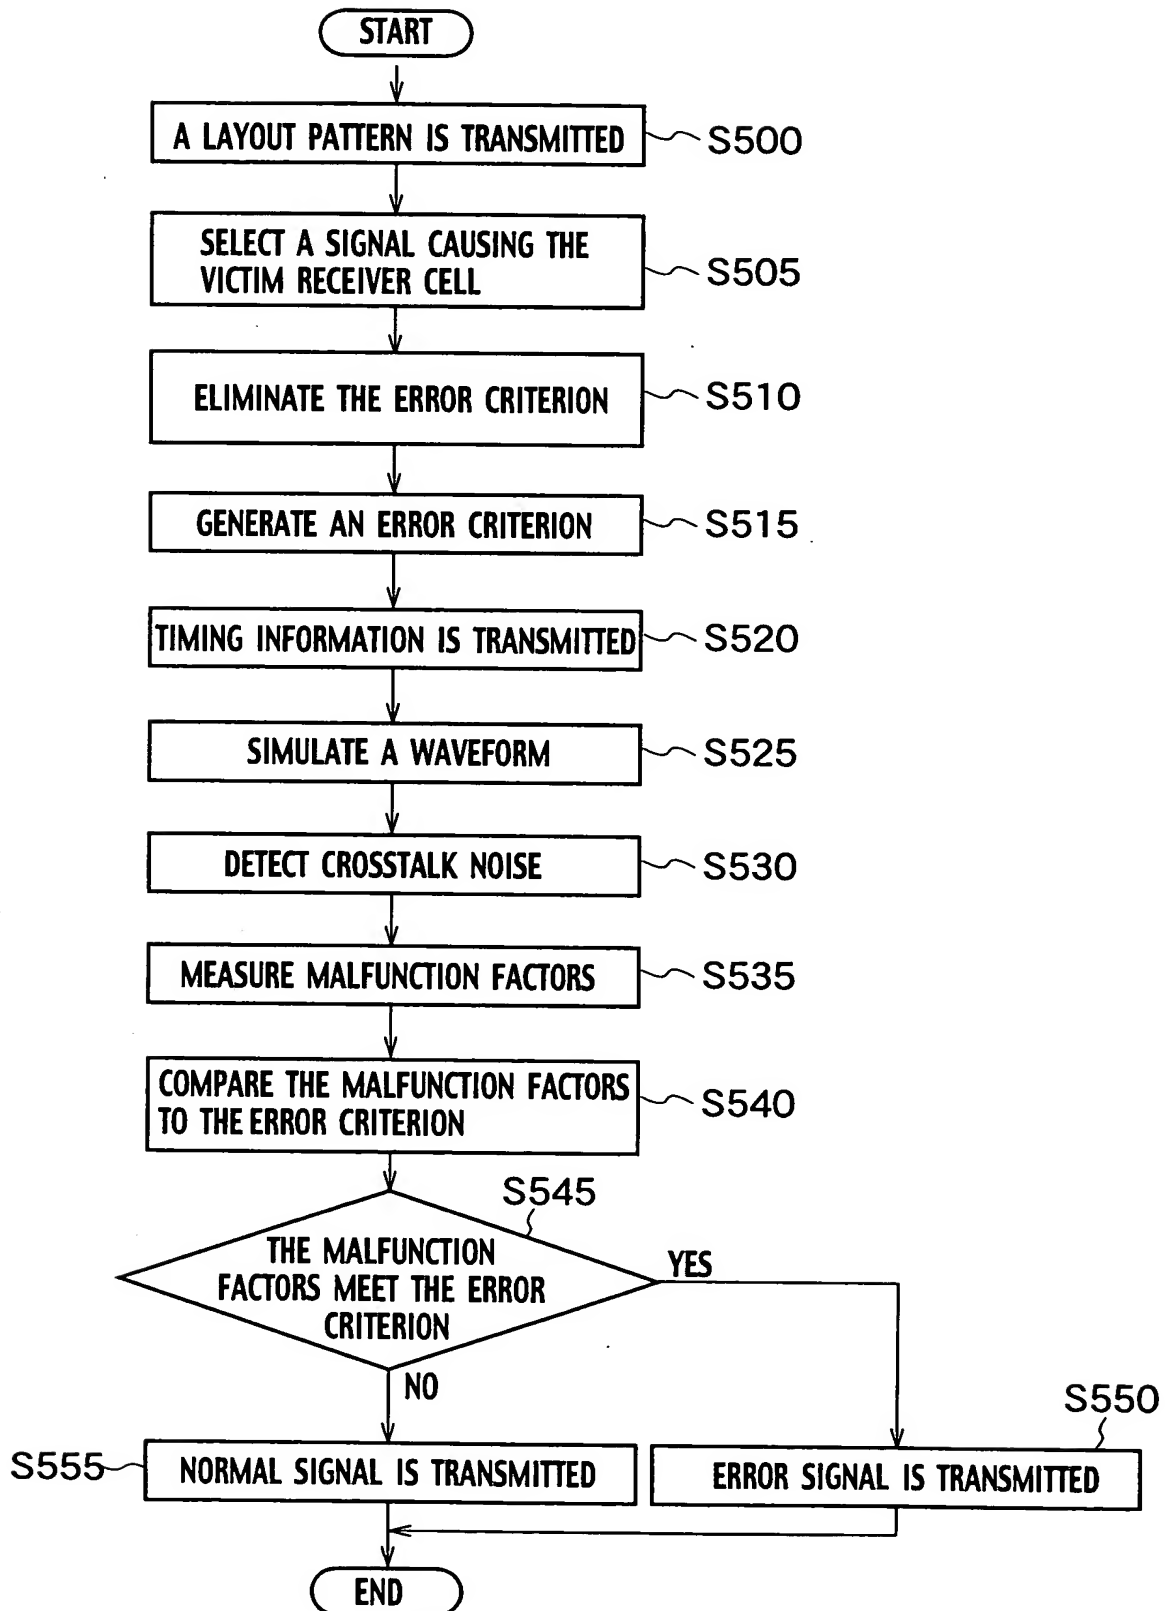 START
A LAYOUT PATTERN IS TRANSMITTED
S500
SELECT A SIGNAL CAUSING THE
VICTIM RECEIVER CELL
S505
ELIMINATE THE ERROR CRITERION
S510
GENERATE AN ERROR CRITERION
S515
TIMING INFORMATION IS TRANSMITTED
S520
SIMULATE A WAVEFORM
S525
DETECT CROSSTALK NOISE
S530
MEASURE MALFUNCTION FACTORS
S535
COMPARE THE MALFUNCTION FACTORS
TO THE ERROR CRITERION
S540
S545
THE MALFUNCTION
FACTORS MEET THE ERROR
CRITERION
YES
NO
S550
S555
NORMAL SIGNAL IS TRANSMITTED
ERROR SIGNAL IS TRANSMITTED
END